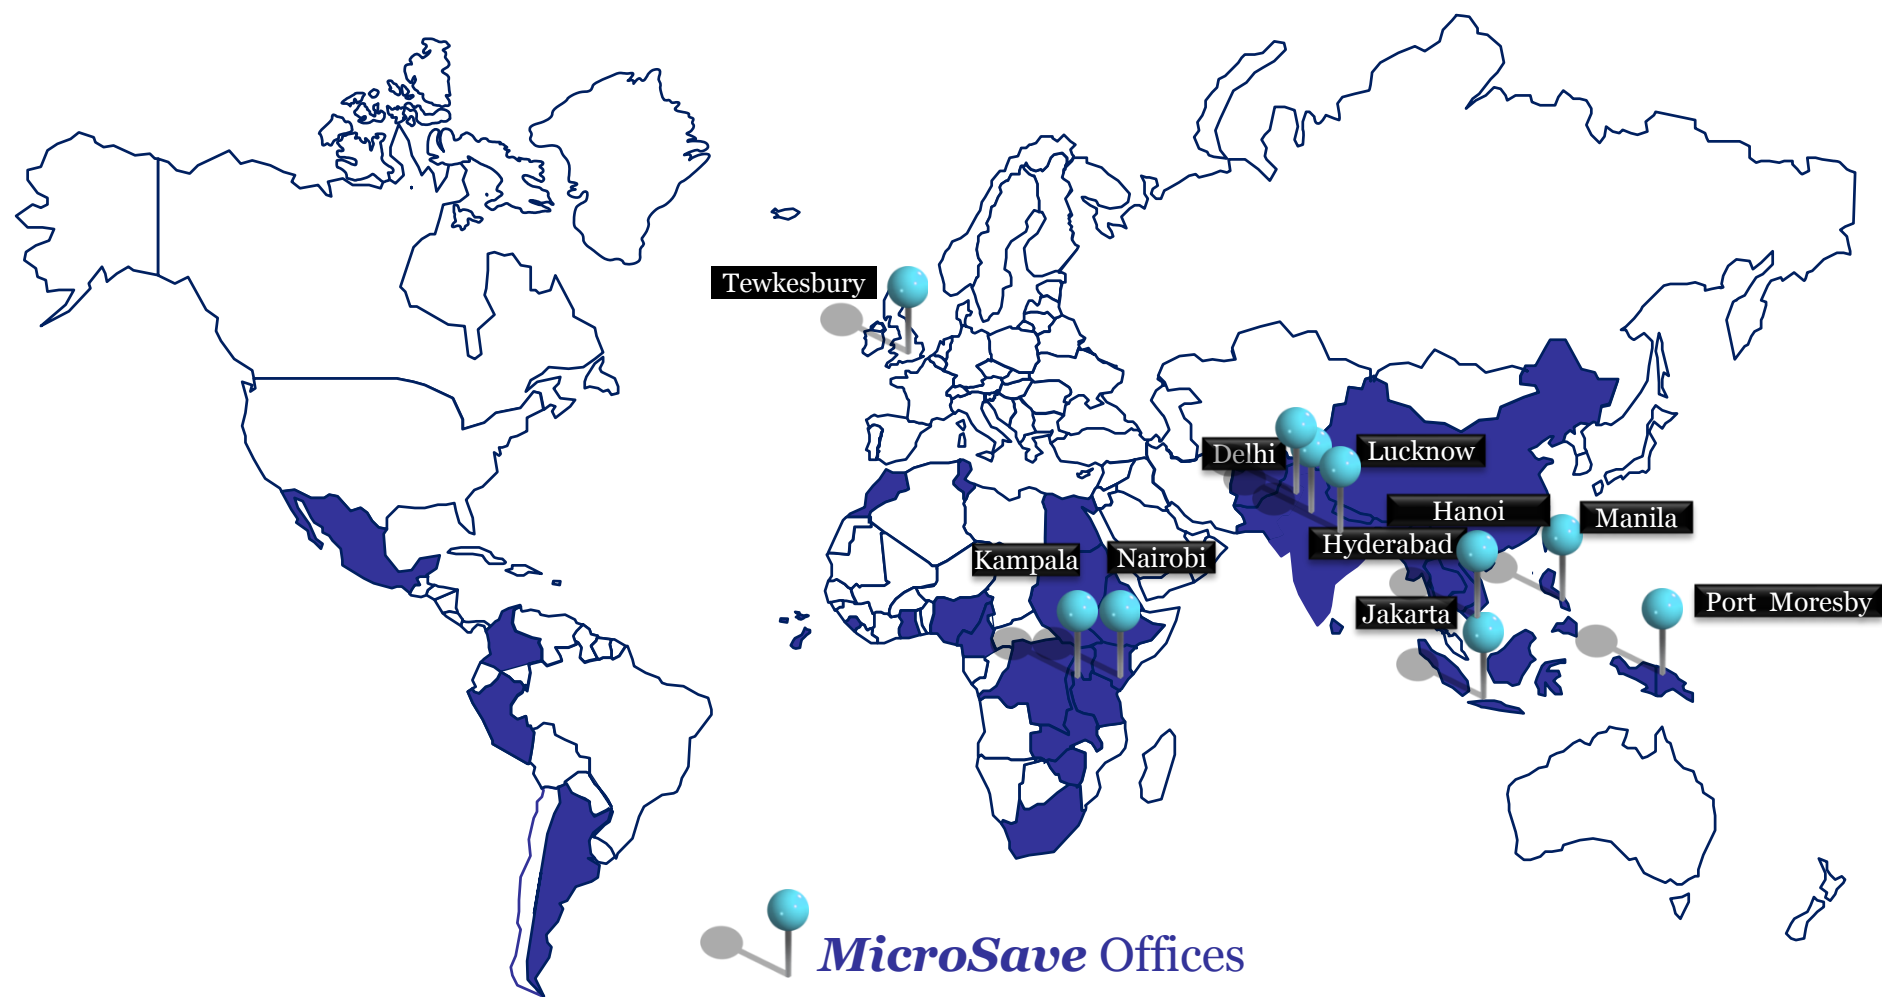 Tewkesbury
Delhi
Lucknow
Hanoi
Manila
Hyderabad
Kampala
Nairobi
Jakarta
Port Moresby
MicroSave Offices